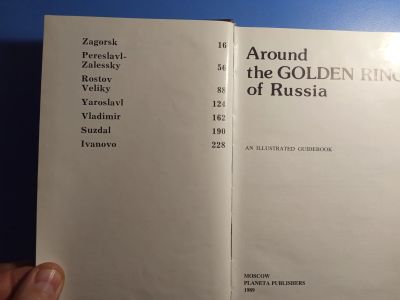 Zagorsk 16
Pereslavl-
Zalessky 56
Rostov
Veliky 88
Yaroslavl 124
Vladimir 162
Suzdal 190
Ivanovo 228
Around
the GOLDEN RING
of Russia
AN ILLUSTRATED GUIDEBOOK
MOSCOW
PLANETA PUBLISHERS
1989